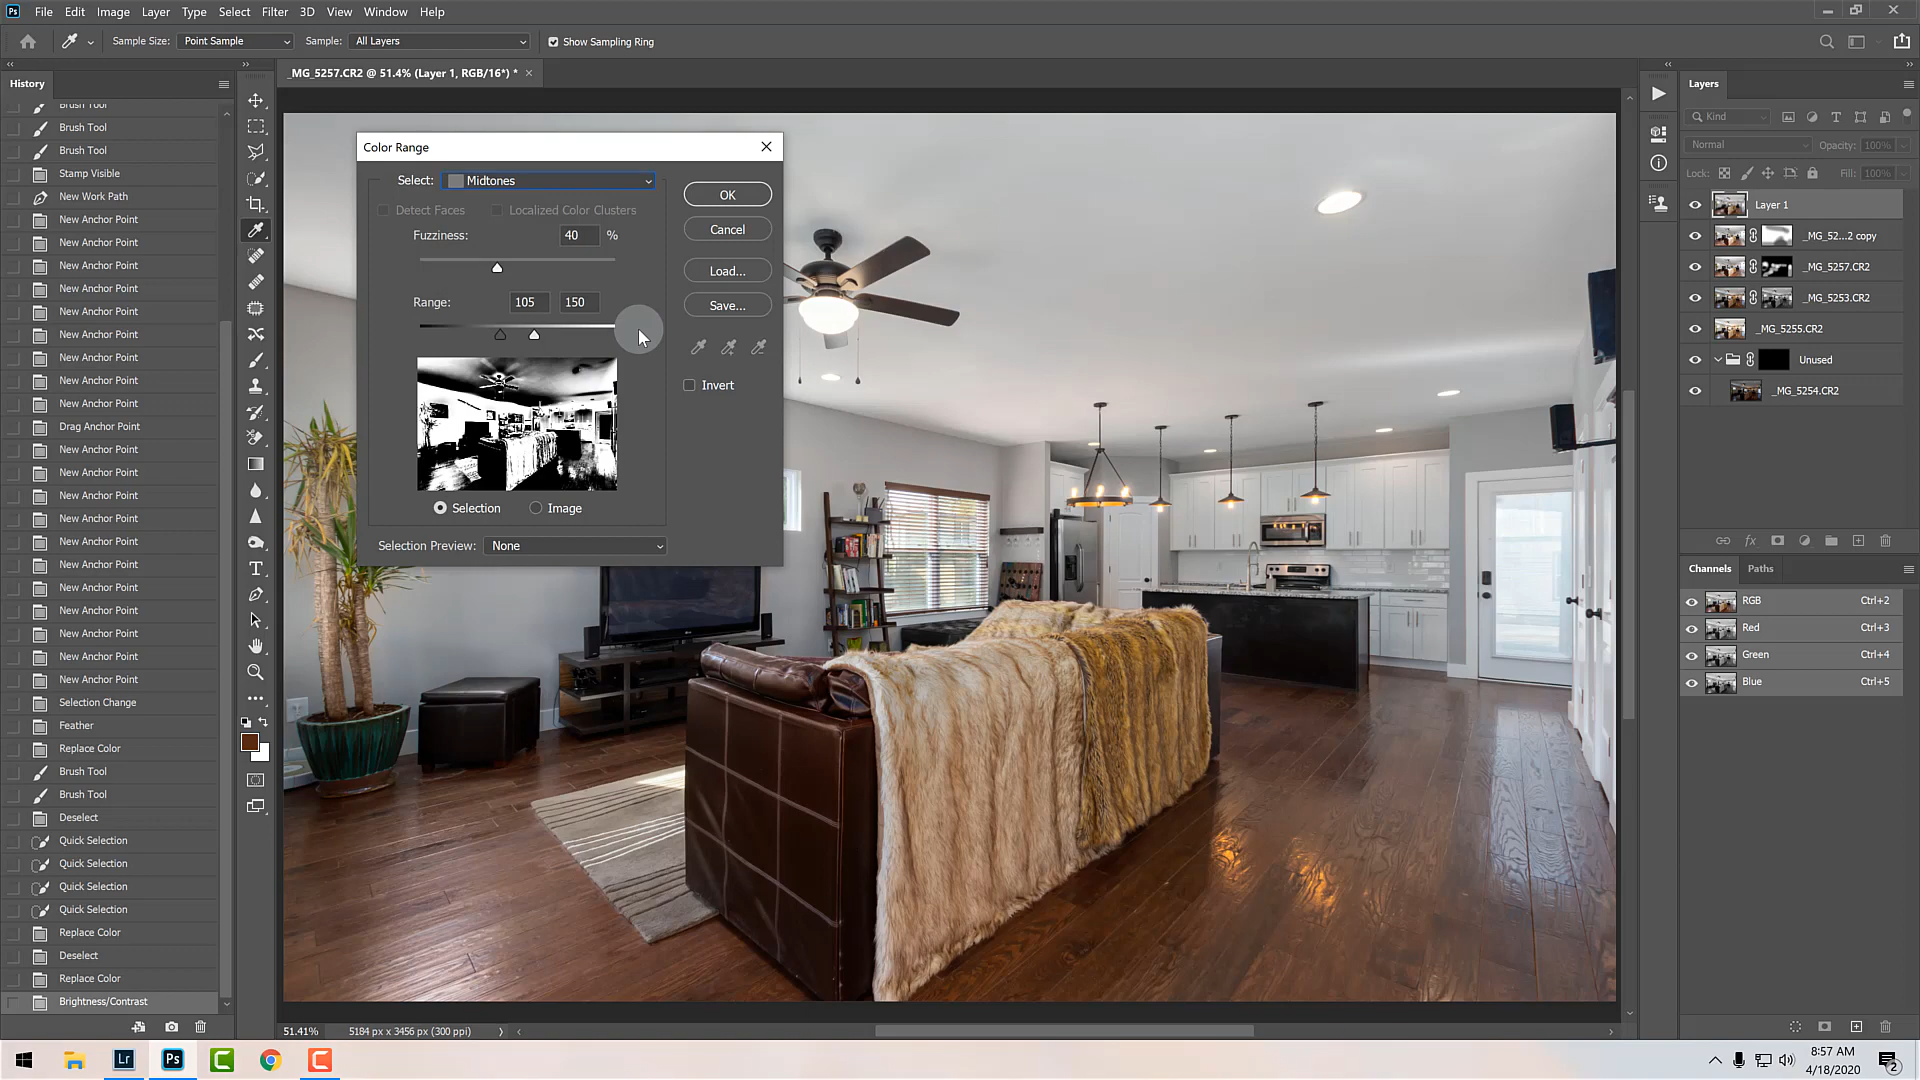 Ps File Edit Image Layer Type Select Filter 3D View Window Help
Sample Size: Point Sample Sample: All Layers Show Sampling Ring
History
_MG_5257.CR2 @ 51.4% (Layer 1, RGB/16*) *
Brush Tool
Brush Tool
Brush Tool
Stamp Visible
New Work Path
New Anchor Point
New Anchor Point
New Anchor Point
New Anchor Point
New Anchor Point
New Anchor Point
New Anchor Point
New Anchor Point
New Anchor Point
Drag Anchor Point
New Anchor Point
New Anchor Point
New Anchor Point
New Anchor Point
New Anchor Point
New Anchor Point
New Anchor Point
New Anchor Point
New Anchor Point
New Anchor Point
New Anchor Point
Selection Change
Feather
Replace Color
Brush Tool
Brush Tool
Deselect
Quick Selection
Quick Selection
Quick Selection
Quick Selection
Replace Color
Deselect
Replace Color
Brightness/Contrast
Color Range
Select: Midtones
Detect Faces Localized Color Clusters
Fuzziness: 40 %
Range: 105 150
Selection Image
Selection Preview: None
OK
Cancel
Load...
Save...
Invert
Layers
Kind
Normal Opacity: 100%
Lock: Fill: 100%
Layer 1
_MG_52...2 copy
_MG_5257.CR2
_MG_5253.CR2
_MG_5255.CR2
Unused
_MG_5254.CR2
fx
Channels Paths
RGB Ctrl+2
Red Ctrl+3
Green Ctrl+4
Blue Ctrl+5
51.41% 5184 px x 3456 px (300 ppi)
Lr Ps C C
8:57 AM
4/18/2020
2